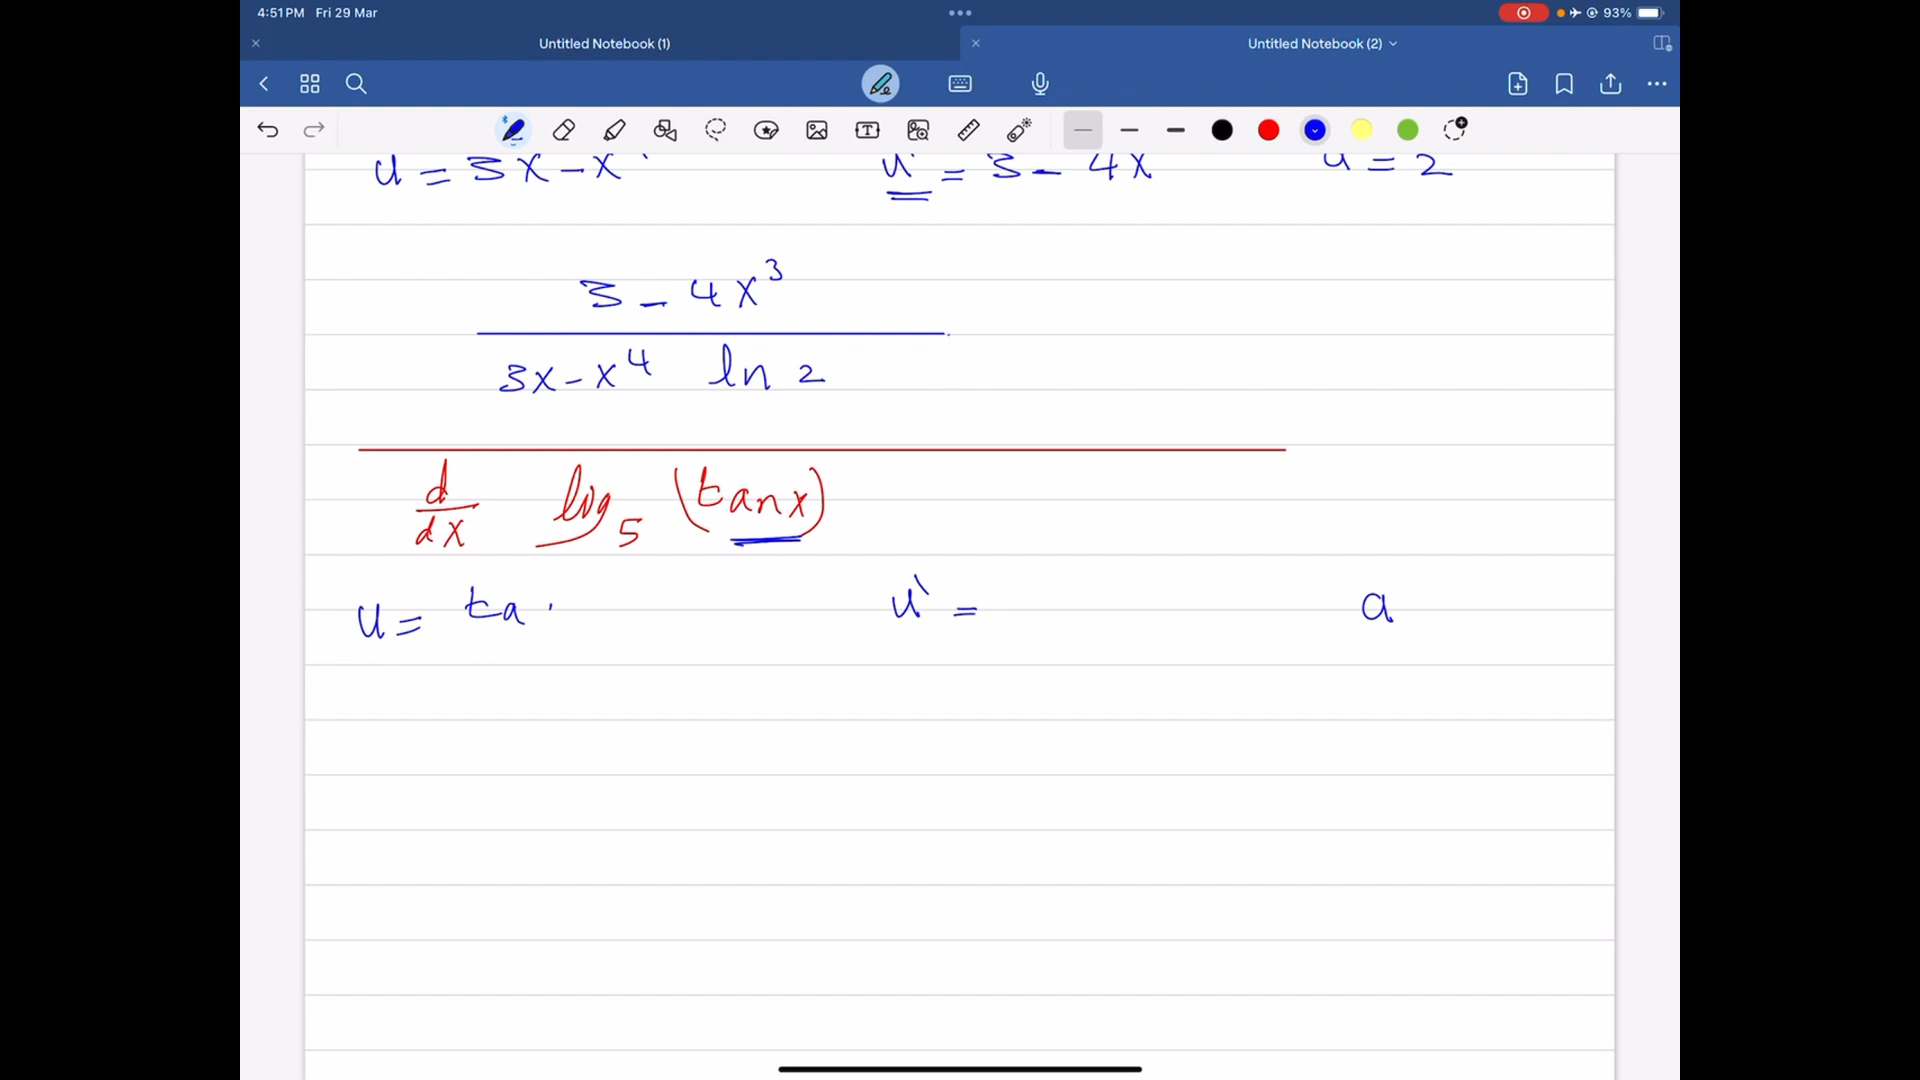 4:51 PM Fri 29 Mar 93%
Untitled Notebook (1) Untitled Notebook (2)
u = 3x - x u' = 3 - 4x = 2
3 - 4x³
3x - x⁴ ln 2
d/dx log₅ (tanx)
u = ta u' = a